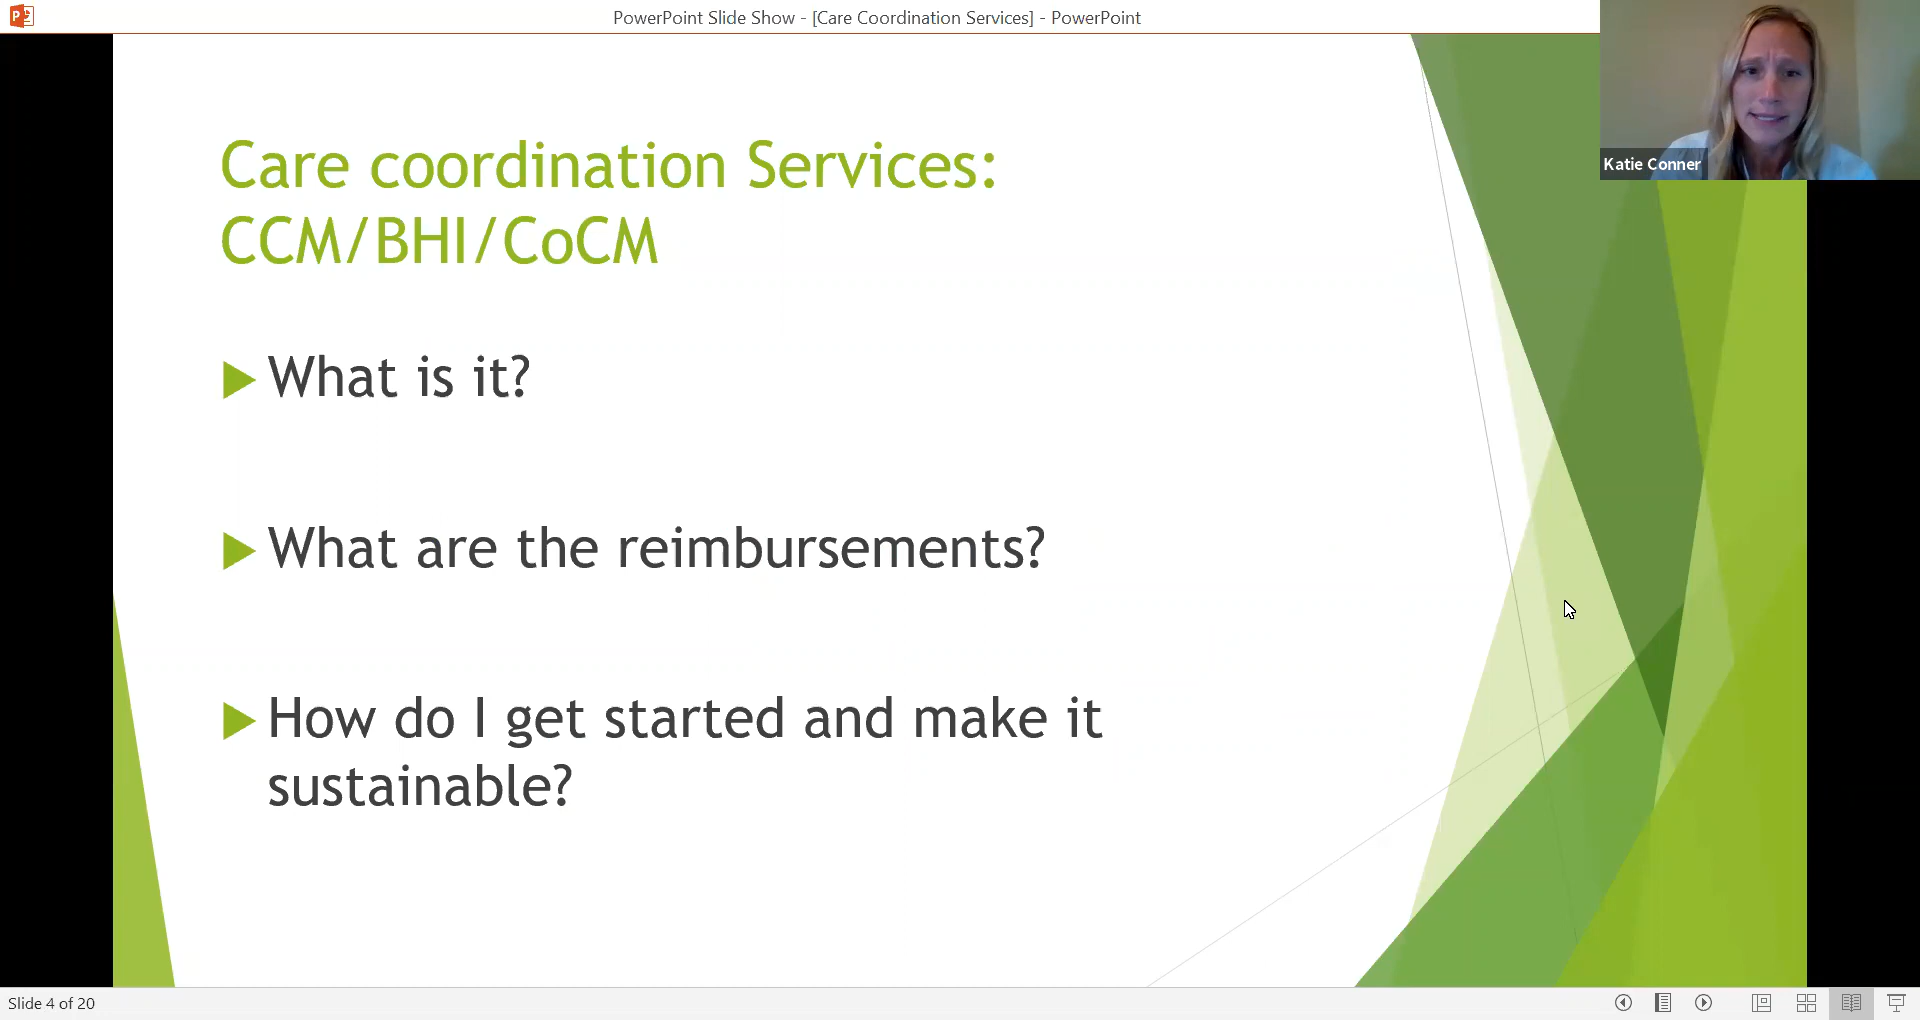 PowerPoint Slide Show - [Care Coordination Services] - PowerPoint
Katie Conner
Care coordination Services:
CCM/BHI/CoCM
What is it?
What are the reimbursements?
How do I get started and make it
sustainable?
Slide 4 of 20